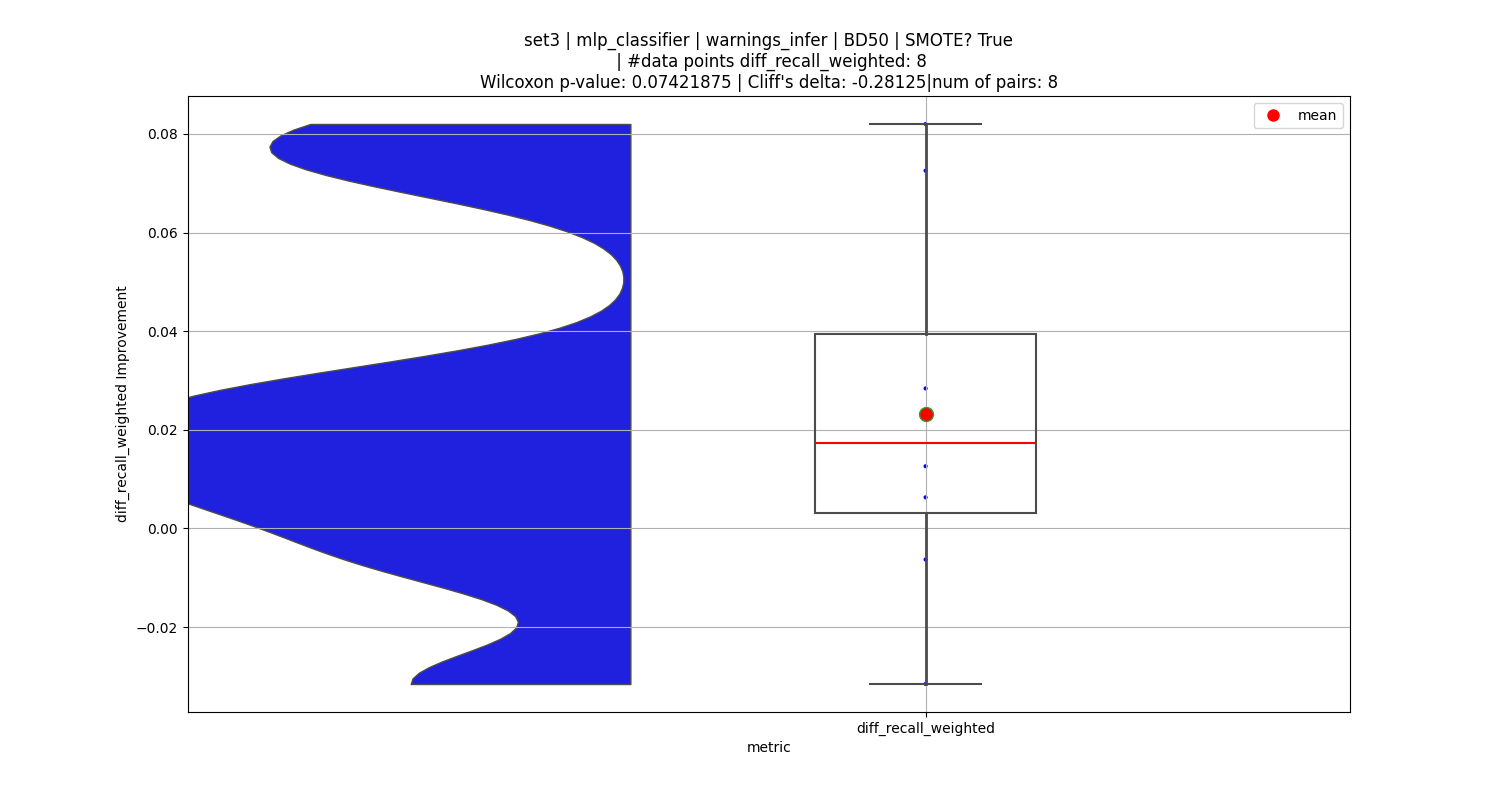 set3 | mlp_classifier | warnings_infer | BD50 | SMOTE? True
| #data points diff_recall_weighted: 8
Wilcoxon p-value: 0.07421875 | Cliff's delta: -0.28125|num of pairs: 8
mean
0.08
0.06
0.04
0.02
0.00
−0.02
diff_recall_weighted Improvement
diff_recall_weighted
metric